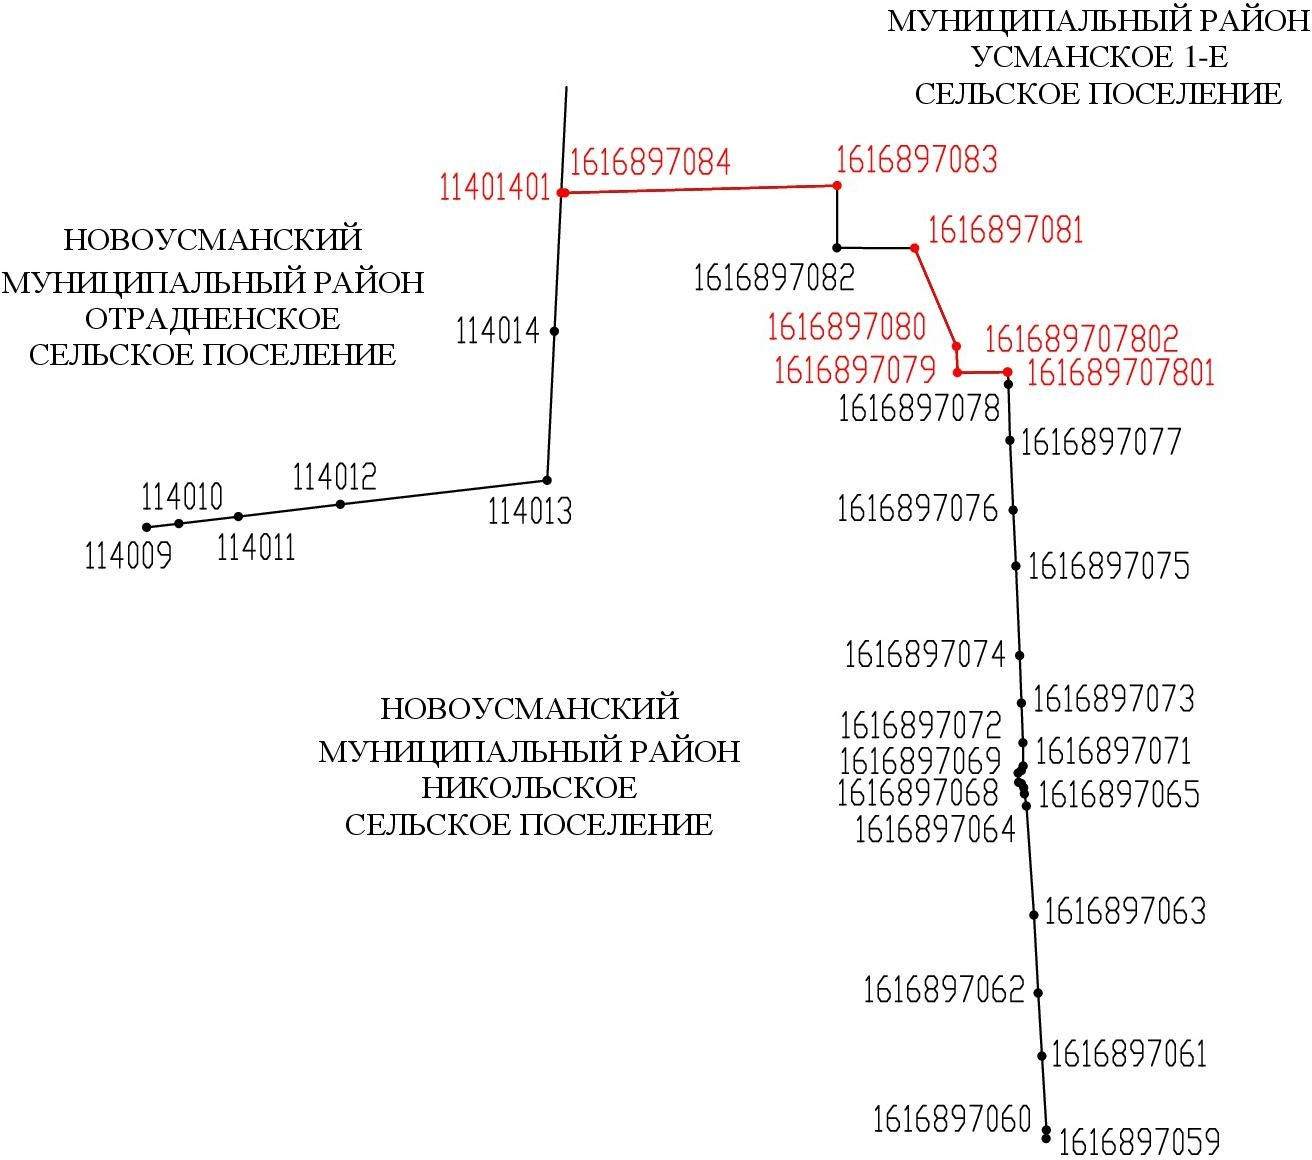 МУНИЦИПАЛЬНЫЙ РАЙОН
УСМАНСКОЕ 1-Е
СЕЛЬСКОЕ ПОСЕЛЕНИЕ
1616897084
1616897083
11401401
1616897081
НОВОУСМАНСКИЙ
МУНИЦИПАЛЬНЫЙ РАЙОН
ОТРАДНЕНСКОЕ
СЕЛЬСКОЕ ПОСЕЛЕНИЕ
1616897082
114014
1616897080
161689707802
1616897079
161689707801
1616897078
1616897077
114012
114010
114013
1616897076
114011
114009
1616897075
1616897074
НОВОУСМАНСКИЙ
МУНИЦИПАЛЬНЫЙ РАЙОН
НИКОЛЬСКОЕ
СЕЛЬСКОЕ ПОСЕЛЕНИЕ
1616897073
1616897072
1616897071
1616897069
1616897068
1616897065
1616897064
1616897063
1616897062
1616897061
1616897060
1616897059